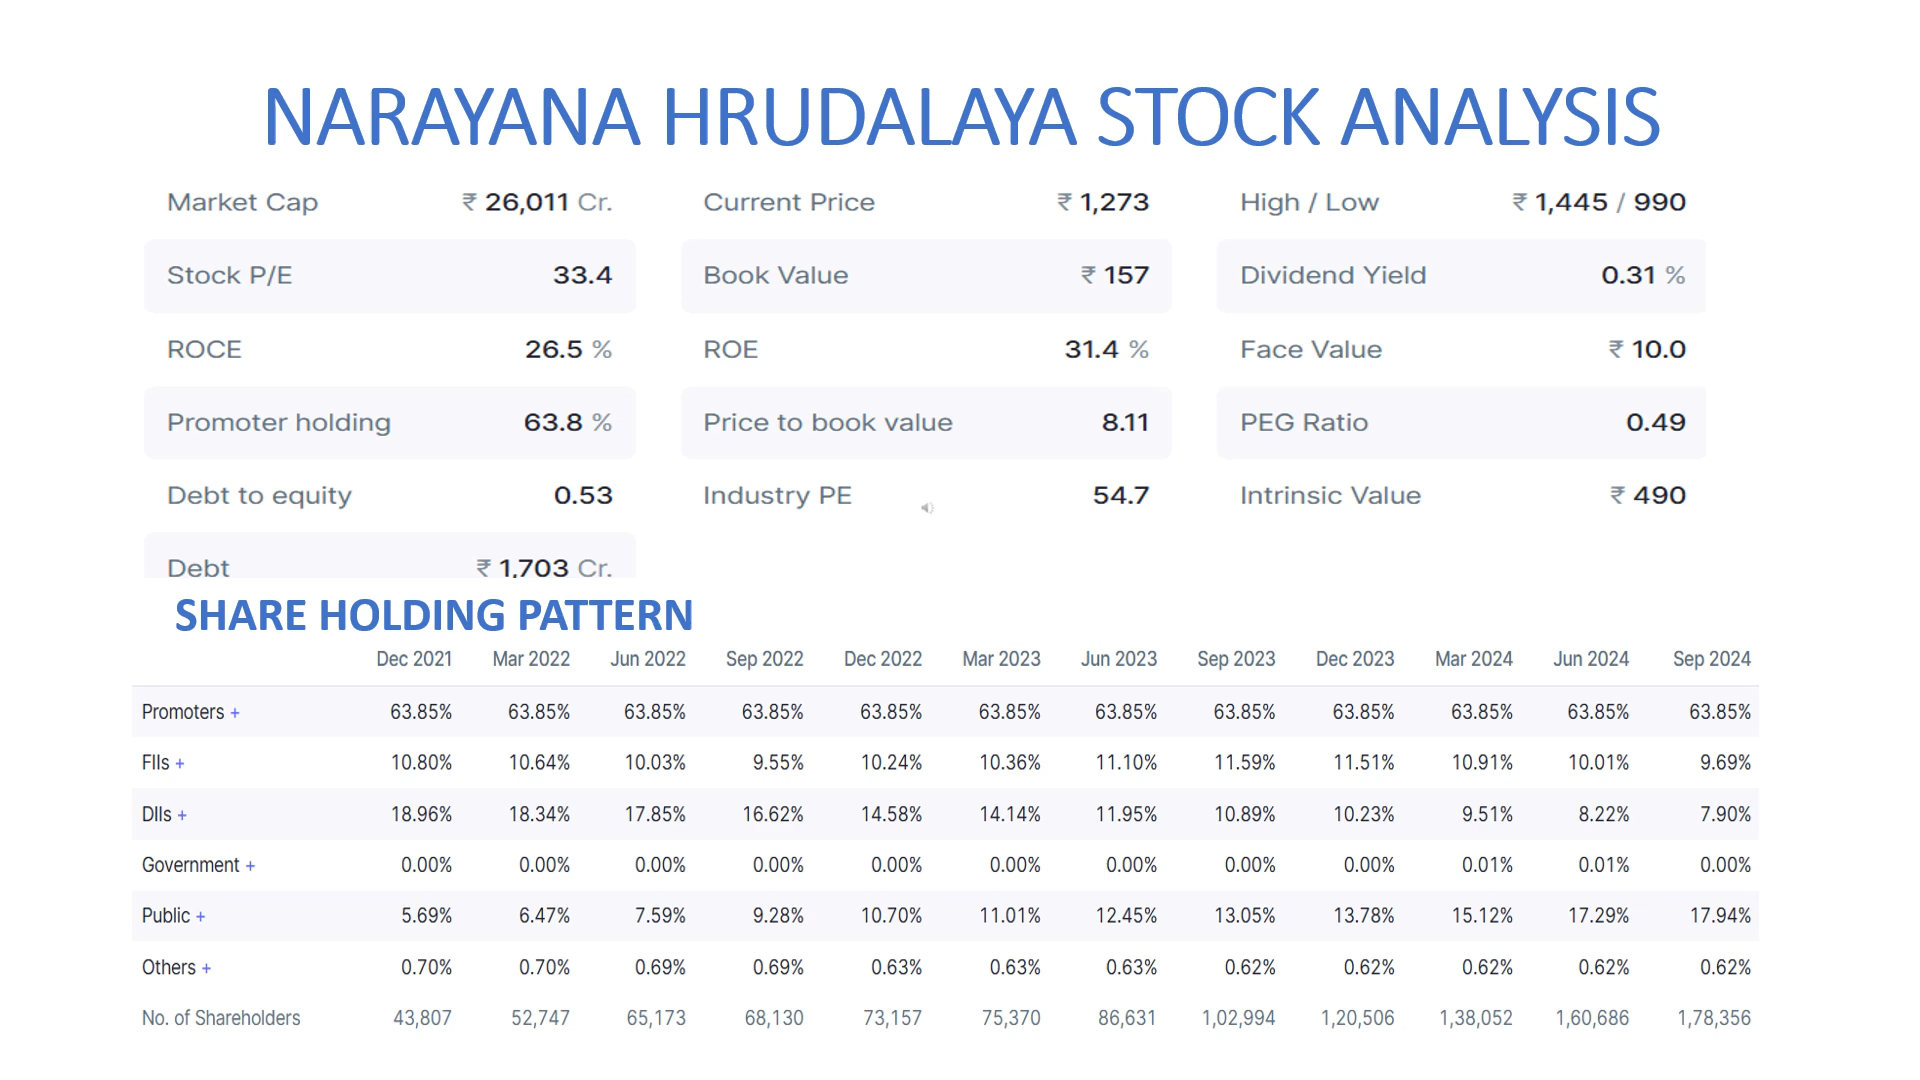 NARAYANA HRUDALAYA STOCK ANALYSIS
Market Cap ₹ 26,011 Cr. Current Price ₹ 1,273 High / Low ₹ 1,445 / 990
Stock P/E 33.4 Book Value ₹ 157 Dividend Yield 0.31 %
ROCE 26.5 % ROE 31.4 % Face Value ₹ 10.0
Promoter holding 63.8 % Price to book value 8.11 PEG Ratio 0.49
Debt to equity 0.53 Industry PE 54.7 Intrinsic Value ₹ 490
Debt ₹ 1,703 Cr.
SHARE HOLDING PATTERN
Dec 2021 Mar 2022 Jun 2022 Sep 2022 Dec 2022 Mar 2023 Jun 2023 Sep 2023 Dec 2023 Mar 2024 Jun 2024 Sep 2024
Promoters + 63.85% 63.85% 63.85% 63.85% 63.85% 63.85% 63.85% 63.85% 63.85% 63.85% 63.85% 63.85%
FIIs + 10.80% 10.64% 10.03% 9.55% 10.24% 10.36% 11.10% 11.59% 11.51% 10.91% 10.01% 9.69%
DIIs + 18.96% 18.34% 17.85% 16.62% 14.58% 14.14% 11.95% 10.89% 10.23% 9.51% 8.22% 7.90%
Government + 0.00% 0.00% 0.00% 0.00% 0.00% 0.00% 0.00% 0.00% 0.00% 0.01% 0.01% 0.00%
Public + 5.69% 6.47% 7.59% 9.28% 10.70% 11.01% 12.45% 13.05% 13.78% 15.12% 17.29% 17.94%
Others + 0.70% 0.70% 0.69% 0.69% 0.63% 0.63% 0.63% 0.62% 0.62% 0.62% 0.62% 0.62%
No. of Shareholders 43,807 52,747 65,173 68,130 73,157 75,370 86,631 1,02,994 1,20,506 1,38,052 1,60,686 1,78,356